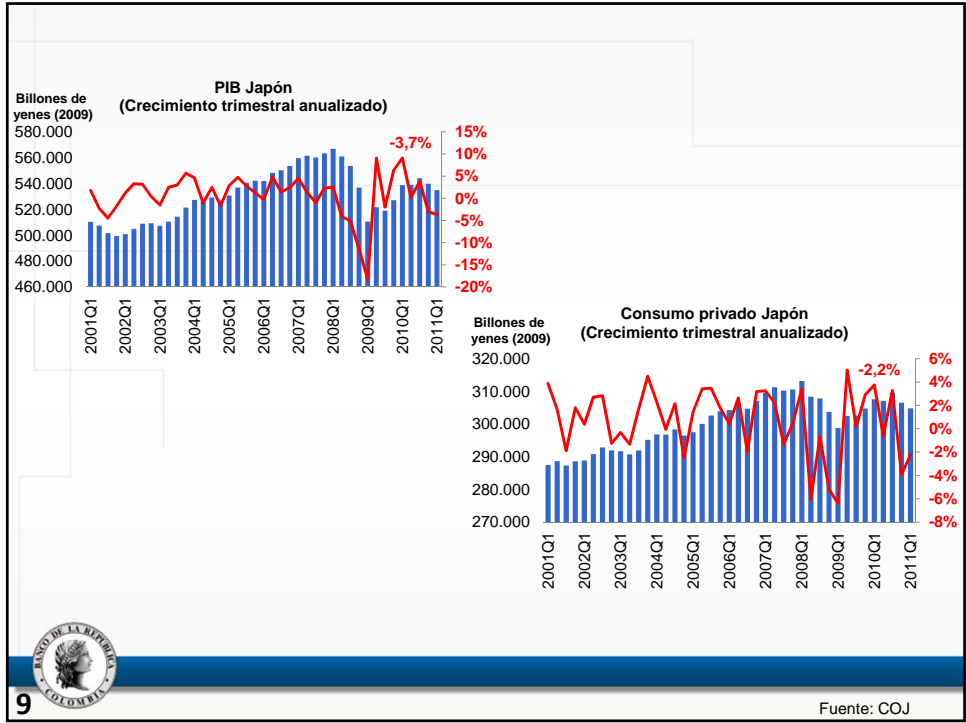 PIB Japón
(Crecimiento trimestral anualizado)
Billones de
yenes (2009)
580.000
560.000
540.000
520.000
500.000
480.000
460.000
15%
10%
5%
0%
-5%
-10%
-15%
-20%
-3,7%
2001Q1
2002Q1
2003Q1
2004Q1
2005Q1
2006Q1
2007Q1
2008Q1
2009Q1
2010Q1
2011Q1
Consumo privado Japón
(Crecimiento trimestral anualizado)
Billones de
yenes (2009)
320.000
310.000
300.000
290.000
280.000
270.000
6%
4%
2%
0%
-2%
-4%
-6%
-8%
-2,2%
2001Q1
2002Q1
2003Q1
2004Q1
2005Q1
2006Q1
2007Q1
2008Q1
2009Q1
2010Q1
2011Q1
BANCO DE LA REPÚBLICA
COLOMBIA
9
Fuente: COJ